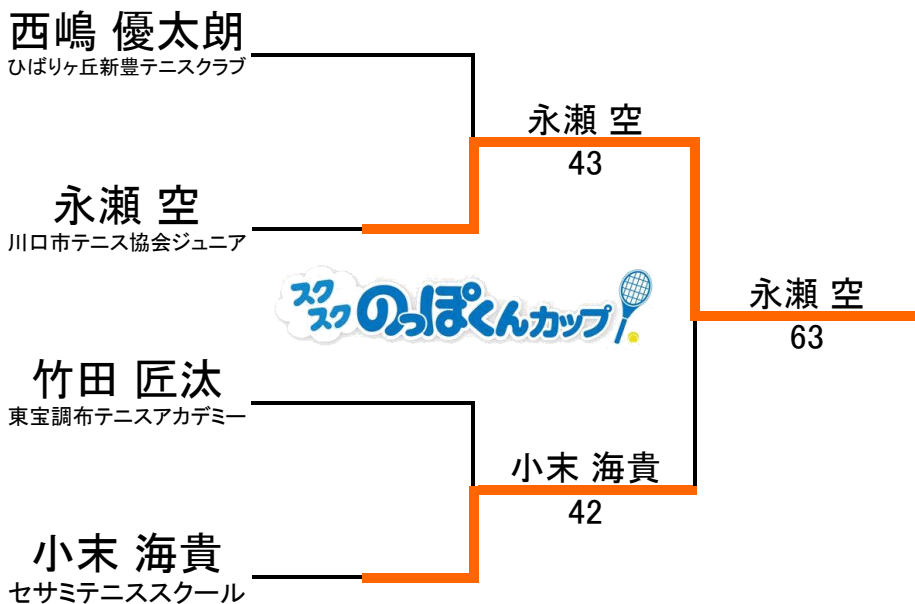 西嶋 優太朗
ひばりヶ丘新豊テニスクラブ
永瀬 空
43
永瀬 空
川口市テニス協会ジュニア
スクスク のっぽくんカップ
永瀬 空
63
竹田 匠汰
東宝調布テニスアカデミー
小末 海貴
42
小末 海貴
セサミテニススクール